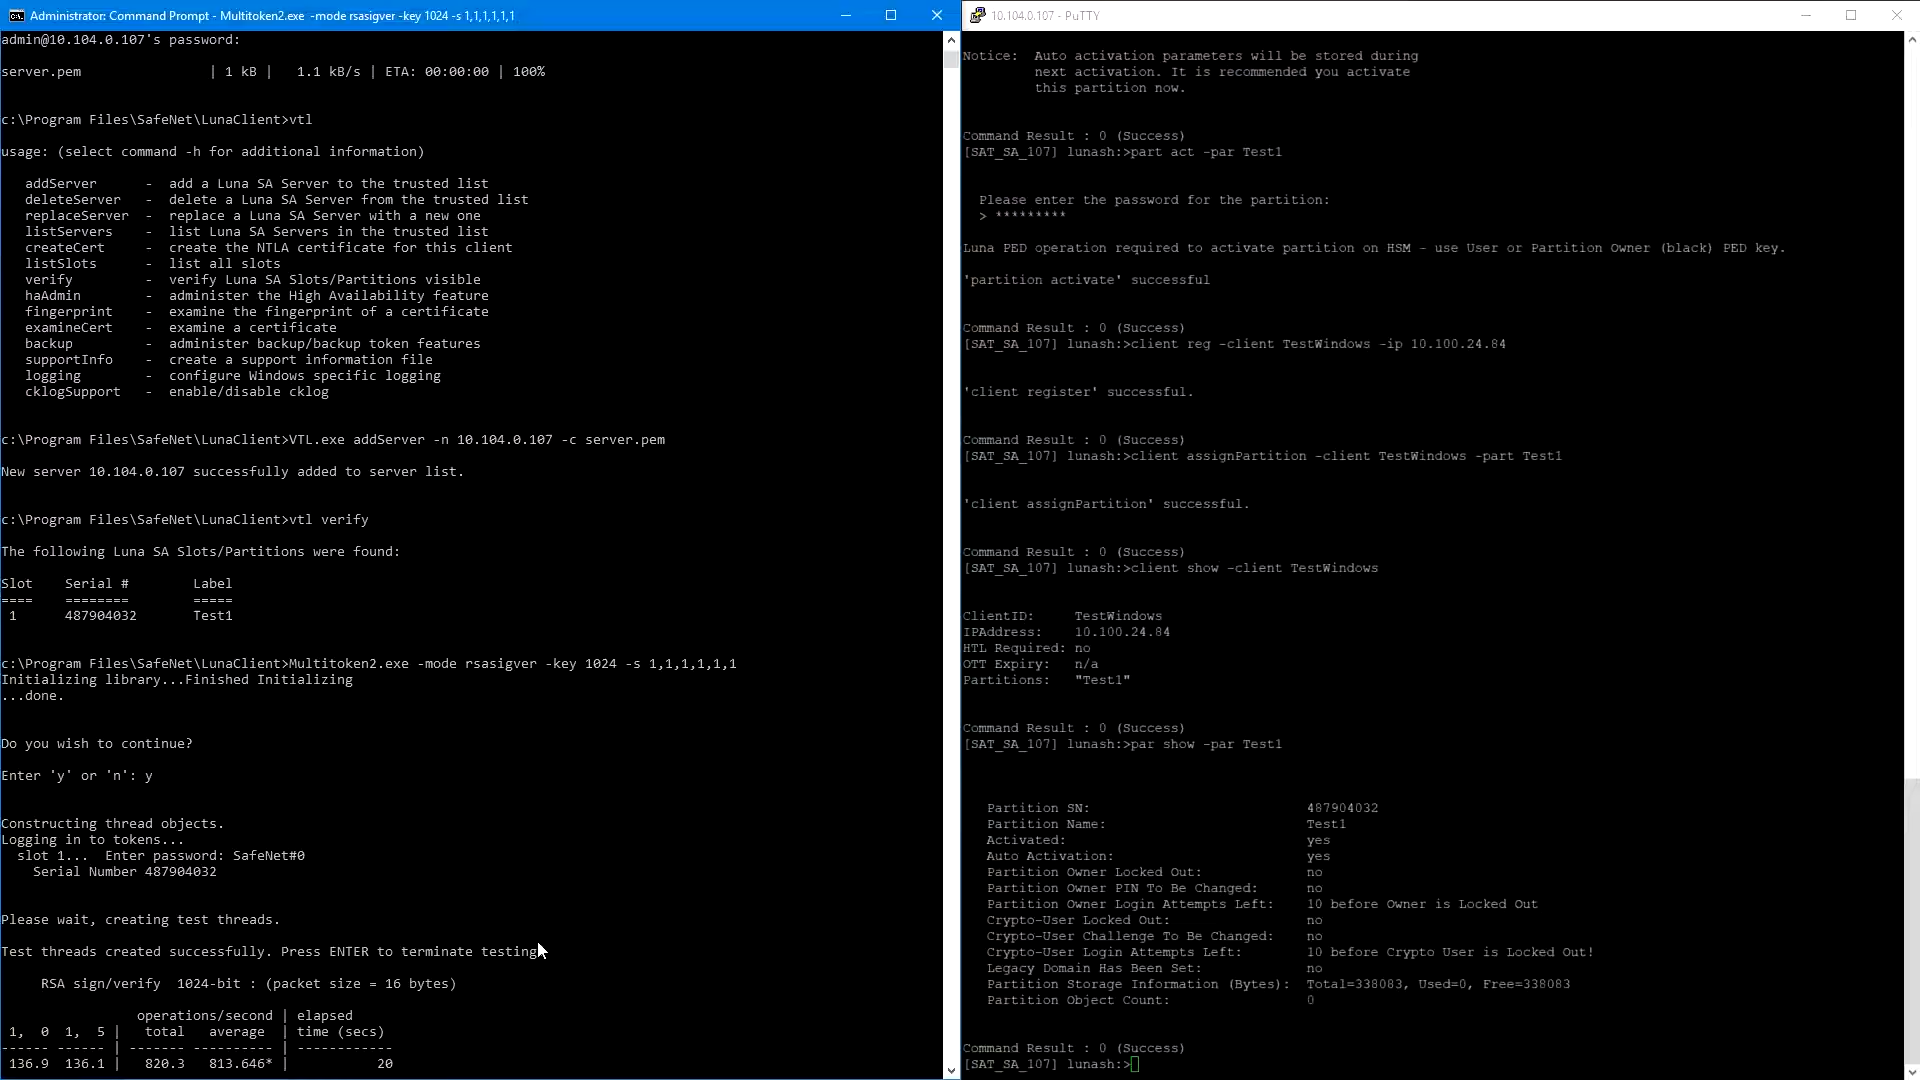 Administrator: Command Prompt - Multitoken2.exe  -mode rsasigver -key 1024 -s 1,1,1,1,1,1
admin@10.104.0.107's password:
server.pem                | 1 kB |   1.1 kB/s | ETA: 00:00:00 | 100%
c:\Program Files\SafeNet\LunaClient>vtl
usage: (select command -h for additional information)
addServer      -  add a Luna SA Server to the trusted list
deleteServer   -  delete a Luna SA Server from the trusted list
replaceServer  -  replace a Luna SA Server with a new one
listServers    -  list Luna SA Servers in the trusted list
createCert     -  create the NTLA certificate for this client
listSlots      -  list all slots
verify         -  verify Luna SA Slots/Partitions visible
haAdmin        -  administer the High Availability feature
fingerprint    -  examine the fingerprint of a certificate
examineCert    -  examine a certificate
backup         -  administer backup/backup token features
supportInfo    -  create a support information file
logging        -  configure Windows specific logging
cklogSupport   -  enable/disable cklog
c:\Program Files\SafeNet\LunaClient>VTL.exe addServer -n 10.104.0.107 -c server.pem
New server 10.104.0.107 successfully added to server list.
c:\Program Files\SafeNet\LunaClient>vtl verify
The following Luna SA Slots/Partitions were found:
Slot    Serial #        Label
====    ========        =====
1      487904032       Test1
c:\Program Files\SafeNet\LunaClient>Multitoken2.exe -mode rsasigver -key 1024 -s 1,1,1,1,1,1
Initializing library...Finished Initializing
...done.
Do you wish to continue?
Enter 'y' or 'n': y
Constructing thread objects.
Logging in to tokens...
slot 1...  Enter password: SafeNet#0
Serial Number 487904032
Please wait, creating test threads.
Test threads created successfully. Press ENTER to terminate testing
RSA sign/verify  1024-bit : (packet size = 16 bytes)
operations/second | elapsed
1,  0  1,  5 |   total   average  | time (secs)
------ ------ | ------- ---------- | ------------
136.9  136.1 |   820.3   813.646* |           20
10.104.0.107 - PuTTY
Notice:  Auto activation parameters will be stored during
next activation. It is recommended you activate
this partition now.
Command Result : 0 (Success)
[SAT_SA_107] lunash:>part act -par Test1
Please enter the password for the partition:
> *********
Luna PED operation required to activate partition on HSM - use User or Partition Owner (black) PED key.
'partition activate' successful
Command Result : 0 (Success)
[SAT_SA_107] lunash:>client reg -client TestWindows -ip 10.100.24.84
'client register' successful.
Command Result : 0 (Success)
[SAT_SA_107] lunash:>client assignPartition -client TestWindows -part Test1
'client assignPartition' successful.
Command Result : 0 (Success)
[SAT_SA_107] lunash:>client show -client TestWindows
ClientID:     TestWindows
IPAddress:    10.100.24.84
HTL Required: no
OTT Expiry:   n/a
Partitions:   "Test1"
Command Result : 0 (Success)
[SAT_SA_107] lunash:>par show -par Test1
Partition SN:                           487904032
Partition Name:                         Test1
Activated:                              yes
Auto Activation:                        yes
Partition Owner Locked Out:             no
Partition Owner PIN To Be Changed:      no
Partition Owner Login Attempts Left:    10 before Owner is Locked Out
Crypto-User Locked Out:                 no
Crypto-User Challenge To Be Changed:    no
Crypto-User Login Attempts Left:        10 before Crypto User is Locked Out!
Legacy Domain Has Been Set:             no
Partition Storage Information (Bytes):  Total=338083, Used=0, Free=338083
Partition Object Count:                 0
Command Result : 0 (Success)
[SAT_SA_107] lunash:>